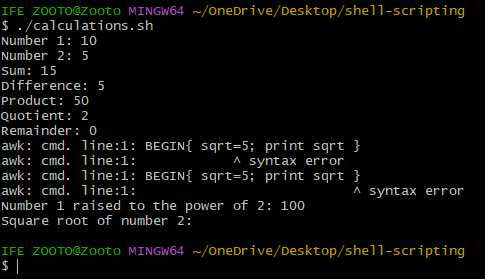 IFE ZOOTO@Zooto MINGW64 ~/OneDrive/Desktop/shell-scripting
$ ./calculations.sh
Number 1: 10
Number 2: 5
Sum: 15
Difference: 5
Product: 50
Quotient: 2
Remainder: 0
awk: cmd. line:1: BEGIN{ sqrt=5; print sqrt }
awk: cmd. line:1:             ^ syntax error
awk: cmd. line:1: BEGIN{ sqrt=5; print sqrt }
awk: cmd. line:1:                             ^ syntax error
Number 1 raised to the power of 2: 100
Square root of number 2:
IFE ZOOTO@Zooto MINGW64 ~/OneDrive/Desktop/shell-scripting
$